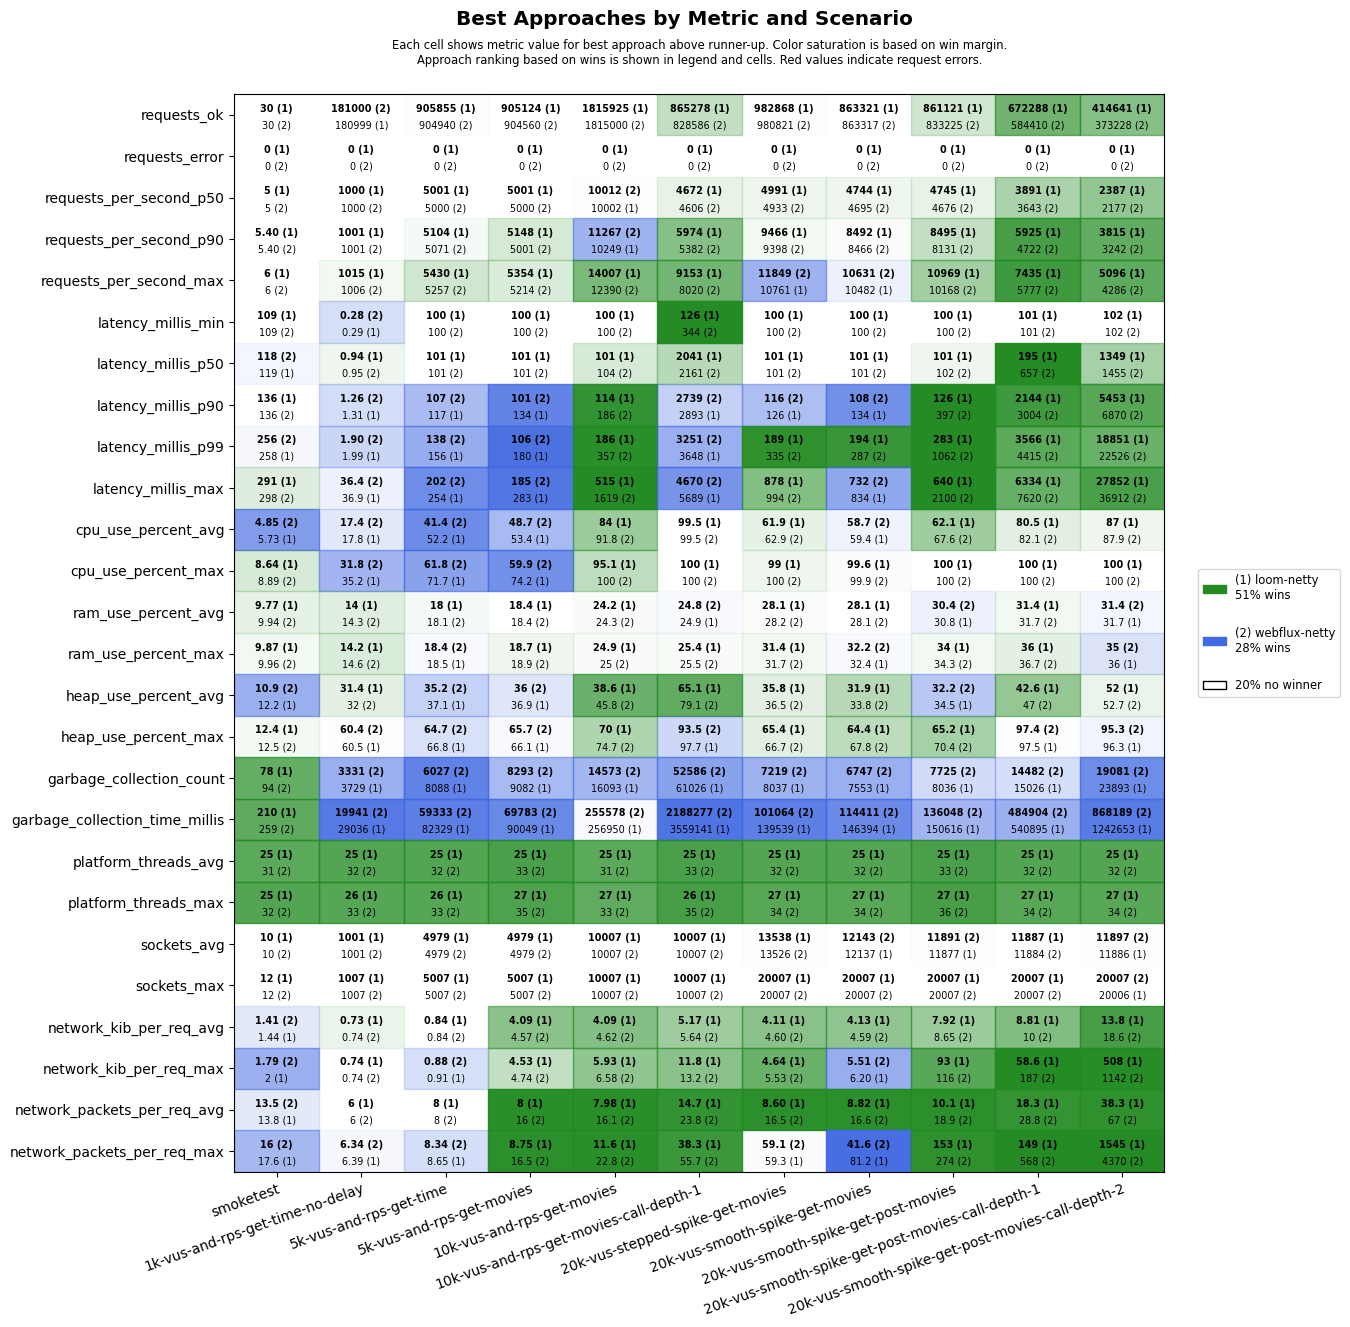 Best Approaches by Metric and Scenario
Each cell shows metric value for best approach above runner-up. Color saturation is based on win margin.
Approach ranking based on wins is shown in legend and cells. Red values indicate request errors.
requests_ok
30 (1) 181000 (2) 905855 (1) 905124 (1) 1815925 (1) 865278 (1) 982868 (1) 863321 (1) 861121 (1) 672288 (1) 414641 (1)
30 (2) 180999 (1) 904940 (2) 904560 (2) 1815000 (2) 828586 (2) 980821 (2) 863317 (2) 833225 (2) 584410 (2) 373228 (2)
requests_error
0 (1) 0 (1) 0 (1) 0 (1) 0 (1) 0 (1) 0 (1) 0 (1) 0 (1) 0 (1) 0 (1)
0 (2) 0 (2) 0 (2) 0 (2) 0 (2) 0 (2) 0 (2) 0 (2) 0 (2) 0 (2) 0 (2)
requests_per_second_p50
5 (1) 1000 (1) 5001 (1) 5001 (1) 10012 (2) 4672 (1) 4991 (1) 4744 (1) 4745 (1) 3891 (1) 2387 (1)
5 (2) 1000 (2) 5000 (2) 5000 (2) 10002 (1) 4606 (2) 4933 (2) 4695 (2) 4676 (2) 3643 (2) 2177 (2)
requests_per_second_p90
5.40 (1) 1001 (1) 5104 (1) 5148 (1) 11267 (2) 5974 (1) 9466 (1) 8492 (1) 8495 (1) 5925 (1) 3815 (1)
5.40 (2) 1001 (2) 5071 (2) 5001 (2) 10249 (1) 5382 (2) 9398 (2) 8466 (2) 8131 (2) 4722 (2) 3242 (2)
requests_per_second_max
6 (1) 1015 (1) 5430 (1) 5354 (1) 14007 (1) 9153 (1) 11849 (2) 10631 (2) 10969 (1) 7435 (1) 5096 (1)
6 (2) 1006 (2) 5257 (2) 5214 (2) 12390 (2) 8020 (2) 10761 (1) 10482 (1) 10168 (2) 5777 (2) 4286 (2)
latency_millis_min
109 (1) 0.28 (2) 100 (1) 100 (1) 100 (1) 126 (1) 100 (1) 100 (1) 100 (1) 101 (1) 102 (1)
109 (2) 0.29 (1) 100 (2) 100 (2) 100 (2) 344 (2) 100 (2) 100 (2) 100 (2) 101 (2) 102 (2)
latency_millis_p50
118 (2) 0.94 (1) 101 (1) 101 (1) 101 (1) 2041 (1) 101 (1) 101 (1) 101 (1) 195 (1) 1349 (1)
119 (1) 0.95 (2) 101 (2) 101 (2) 104 (2) 2161 (2) 101 (2) 101 (2) 102 (2) 657 (2) 1455 (2)
latency_millis_p90
136 (1) 1.26 (2) 107 (2) 101 (2) 114 (1) 2739 (2) 116 (2) 108 (2) 126 (1) 2144 (1) 5453 (1)
136 (2) 1.31 (1) 117 (1) 134 (1) 186 (2) 2893 (1) 126 (1) 134 (1) 397 (2) 3004 (2) 6870 (2)
latency_millis_p99
256 (2) 1.90 (2) 138 (2) 106 (2) 186 (1) 3251 (2) 189 (1) 194 (1) 283 (1) 3566 (1) 18851 (1)
258 (1) 1.99 (1) 156 (1) 180 (1) 357 (2) 3648 (1) 335 (2) 287 (2) 1062 (2) 4415 (2) 22526 (2)
latency_millis_max
291 (1) 36.4 (2) 202 (2) 185 (2) 515 (1) 4670 (2) 878 (1) 732 (2) 640 (1) 6334 (1) 27852 (1)
298 (2) 36.9 (1) 254 (1) 283 (1) 1619 (2) 5689 (1) 994 (2) 834 (1) 2100 (2) 7620 (2) 36912 (2)
cpu_use_percent_avg
4.85 (2) 17.4 (2) 41.4 (2) 48.7 (2) 84 (1) 99.5 (1) 61.9 (1) 58.7 (2) 62.1 (1) 80.5 (1) 87 (1)
5.73 (1) 17.8 (1) 52.2 (1) 53.4 (1) 91.8 (2) 99.5 (2) 62.9 (2) 59.4 (1) 67.6 (2) 82.1 (2) 87.9 (2)
cpu_use_percent_max
8.64 (1) 31.8 (2) 61.8 (2) 59.9 (2) 95.1 (1) 100 (1) 99 (1) 99.6 (1) 100 (1) 100 (1) 100 (1)
8.89 (2) 35.2 (1) 71.7 (1) 74.2 (1) 100 (2) 100 (2) 100 (2) 99.9 (2) 100 (2) 100 (2) 100 (2)
ram_use_percent_avg
9.77 (1) 14 (1) 18 (1) 18.4 (1) 24.2 (1) 24.8 (2) 28.1 (1) 28.1 (1) 30.4 (2) 31.4 (1) 31.4 (2)
9.94 (2) 14.3 (2) 18.1 (2) 18.4 (2) 24.3 (2) 24.9 (1) 28.2 (2) 28.1 (2) 30.8 (1) 31.7 (2) 31.7 (1)
ram_use_percent_max
9.87 (1) 14.2 (1) 18.4 (2) 18.7 (1) 24.9 (1) 25.4 (1) 31.4 (1) 32.2 (2) 34 (1) 36 (1) 35 (2)
9.96 (2) 14.6 (2) 18.5 (1) 18.9 (2) 25 (2) 25.5 (2) 31.7 (2) 32.4 (1) 34.3 (2) 36.7 (2) 36 (1)
heap_use_percent_avg
10.9 (2) 31.4 (1) 35.2 (2) 36 (2) 38.6 (1) 65.1 (1) 35.8 (1) 31.9 (1) 32.2 (2) 42.6 (1) 52 (1)
12.2 (1) 32 (2) 37.1 (1) 36.9 (1) 45.8 (2) 79.1 (2) 36.5 (2) 33.8 (2) 34.5 (1) 47 (2) 52.7 (2)
heap_use_percent_max
12.4 (1) 60.4 (2) 64.7 (2) 65.7 (2) 70 (1) 93.5 (2) 65.4 (1) 64.4 (1) 65.2 (1) 97.4 (2) 95.3 (2)
12.5 (2) 60.5 (1) 66.8 (1) 66.1 (1) 74.7 (2) 97.7 (1) 66.7 (2) 67.8 (2) 70.4 (2) 97.5 (1) 96.3 (1)
garbage_collection_count
78 (1) 3331 (2) 6027 (2) 8293 (2) 14573 (2) 52586 (2) 7219 (2) 6747 (2) 7725 (2) 14482 (2) 19081 (2)
94 (2) 3729 (1) 8088 (1) 9082 (1) 16093 (1) 61026 (1) 8037 (1) 7553 (1) 8036 (1) 15026 (1) 23893 (1)
garbage_collection_time_millis
210 (1) 19941 (2) 59333 (2) 69783 (2) 255578 (2) 2188277 (2) 101064 (2) 114411 (2) 136048 (2) 484904 (2) 868189 (2)
259 (2) 29036 (1) 82329 (1) 90049 (1) 256950 (1) 3559141 (1) 139539 (1) 146394 (1) 150616 (1) 540895 (1) 1242653 (1)
platform_threads_avg
25 (1) 25 (1) 25 (1) 25 (1) 25 (1) 25 (1) 25 (1) 25 (1) 25 (1) 25 (1) 25 (1)
31 (2) 32 (2) 32 (2) 33 (2) 31 (2) 33 (2) 32 (2) 32 (2) 33 (2) 32 (2) 32 (2)
platform_threads_max
25 (1) 26 (1) 26 (1) 27 (1) 27 (1) 26 (1) 27 (1) 27 (1) 27 (1) 27 (1) 27 (1)
32 (2) 33 (2) 33 (2) 35 (2) 33 (2) 35 (2) 34 (2) 34 (2) 36 (2) 34 (2) 34 (2)
sockets_avg
10 (1) 1001 (1) 4979 (1) 4979 (1) 10007 (1) 10007 (1) 13538 (1) 12143 (2) 11891 (2) 11887 (1) 11897 (2)
10 (2) 1001 (2) 4979 (2) 4979 (2) 10007 (2) 10007 (2) 13526 (2) 12137 (1) 11877 (1) 11884 (2) 11886 (1)
sockets_max
12 (1) 1007 (1) 5007 (1) 5007 (1) 10007 (1) 10007 (1) 20007 (1) 20007 (1) 20007 (1) 20007 (1) 20007 (2)
12 (2) 1007 (2) 5007 (2) 5007 (2) 10007 (2) 10007 (2) 20007 (2) 20007 (2) 20007 (2) 20007 (2) 20006 (1)
network_kib_per_req_avg
1.41 (2) 0.73 (1) 0.84 (1) 4.09 (1) 4.09 (1) 5.17 (1) 4.11 (1) 4.13 (1) 7.92 (1) 8.81 (1) 13.8 (1)
1.44 (1) 0.74 (2) 0.84 (2) 4.57 (2) 4.62 (2) 5.64 (2) 4.60 (2) 4.59 (2) 8.65 (2) 10 (2) 18.6 (2)
network_kib_per_req_max
1.79 (2) 0.74 (1) 0.88 (2) 4.53 (1) 5.93 (1) 11.8 (1) 4.64 (1) 5.51 (2) 93 (1) 58.6 (1) 508 (1)
2 (1) 0.74 (2) 0.91 (1) 4.74 (2) 6.58 (2) 13.2 (2) 5.53 (2) 6.20 (1) 116 (2) 187 (2) 1142 (2)
network_packets_per_req_avg
13.5 (2) 6 (1) 8 (1) 8 (1) 7.98 (1) 14.7 (1) 8.60 (1) 8.82 (1) 10.1 (1) 18.3 (1) 38.3 (1)
13.8 (1) 6 (2) 8 (2) 16 (2) 16.1 (2) 23.8 (2) 16.5 (2) 16.6 (2) 18.9 (2) 28.8 (2) 67 (2)
network_packets_per_req_max
16 (2) 6.34 (2) 8.34 (2) 8.75 (1) 11.6 (1) 38.3 (1) 59.1 (2) 41.6 (2) 153 (1) 149 (1) 1545 (1)
17.6 (1) 6.39 (1) 8.65 (1) 16.5 (2) 22.8 (2) 55.7 (2) 59.3 (1) 81.2 (1) 274 (2) 568 (2) 4370 (2)
smoketest
1k-vus-and-rps-get-time-no-delay
5k-vus-and-rps-get-time
5k-vus-and-rps-get-movies
10k-vus-and-rps-get-movies
10k-vus-and-rps-get-movies-call-depth-1
20k-vus-stepped-spike-get-movies
20k-vus-smooth-spike-get-movies
20k-vus-smooth-spike-get-post-movies
20k-vus-smooth-spike-get-post-movies-call-depth-1
20k-vus-smooth-spike-get-post-movies-call-depth-2
(1) loom-netty
51% wins
(2) webflux-netty
28% wins
20% no winner